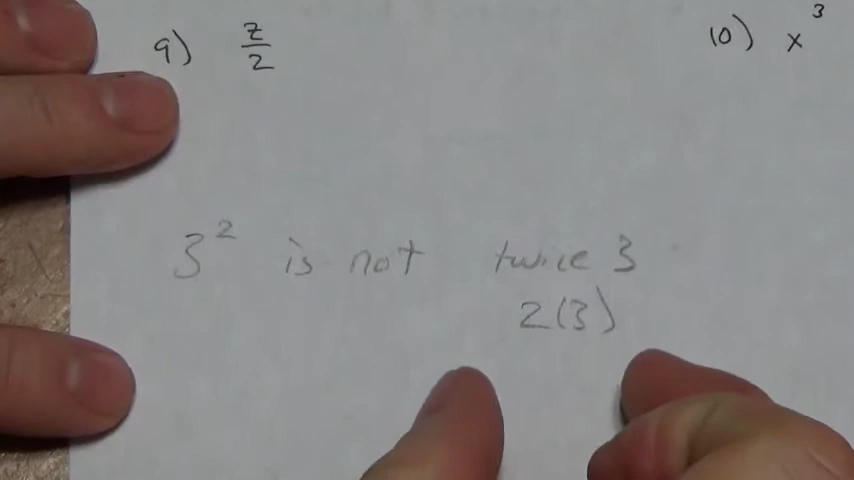 9) z/2
10) x³
3² is not twice 3
2(3)